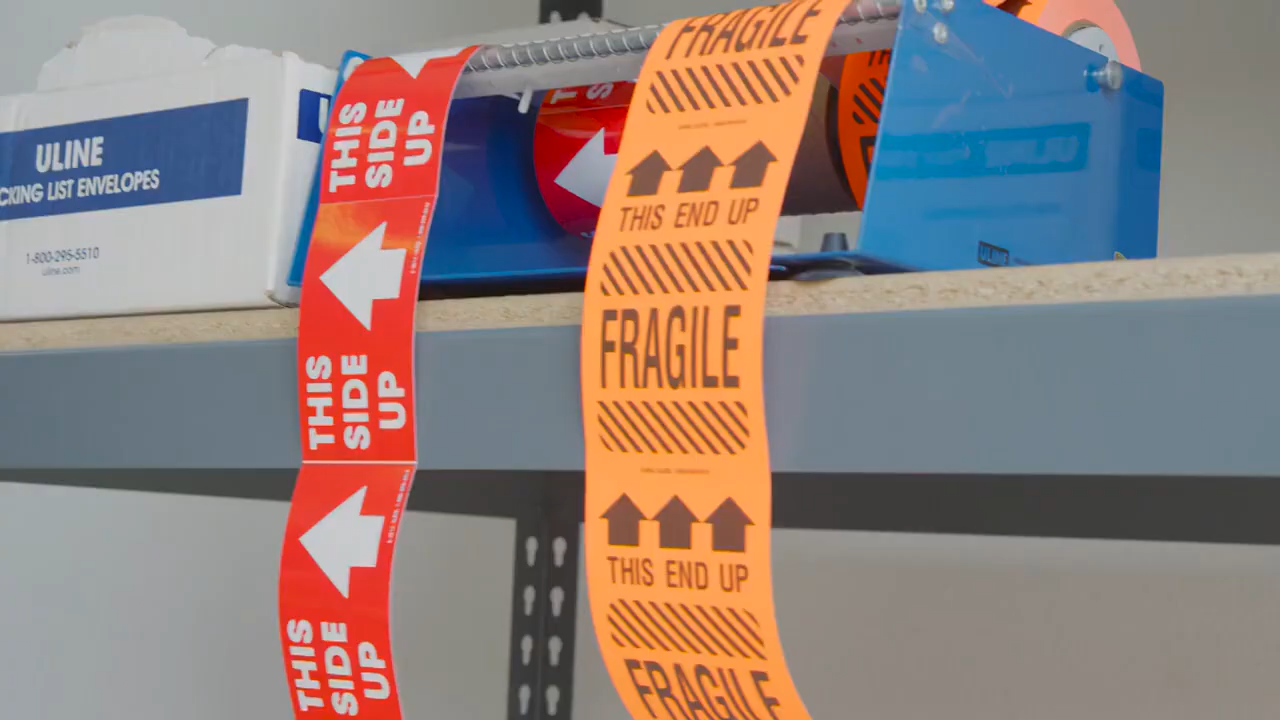 ULINE
CKING LIST ENVELOPES
1-800-295-5510
uline.com
THIS
SIDE
UP
THIS
SIDE
UP
THIS
SIDE
UP
FRAGILE
THIS END UP
FRAGILE
THIS END UP
FRAGILE
ULINE